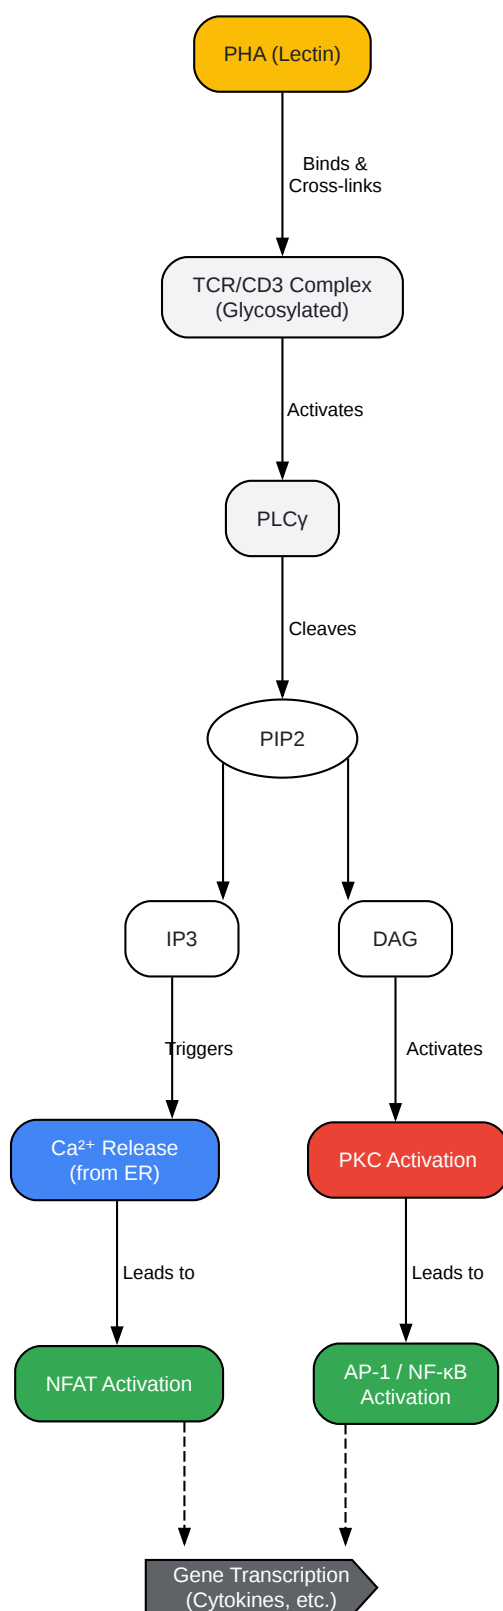 PHA (Lectin)
Binds &
Cross-links
TCR/CD3 Complex
(Glycosylated)
Activates
PLCγ
Cleaves
PIP2
IP3
DAG
Triggers
Activates
Ca²⁺ Release
(from ER)
PKC Activation
Leads to
Leads to
NFAT Activation
AP-1 / NF-κB
Activation
Gene Transcription
(Cytokines, etc.)